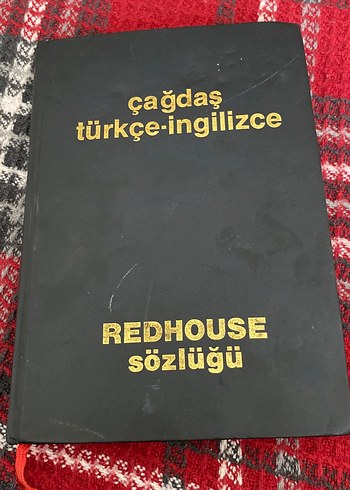 çağdaş
türkçe-ingilizce
REDHOUSE
sözlüğü